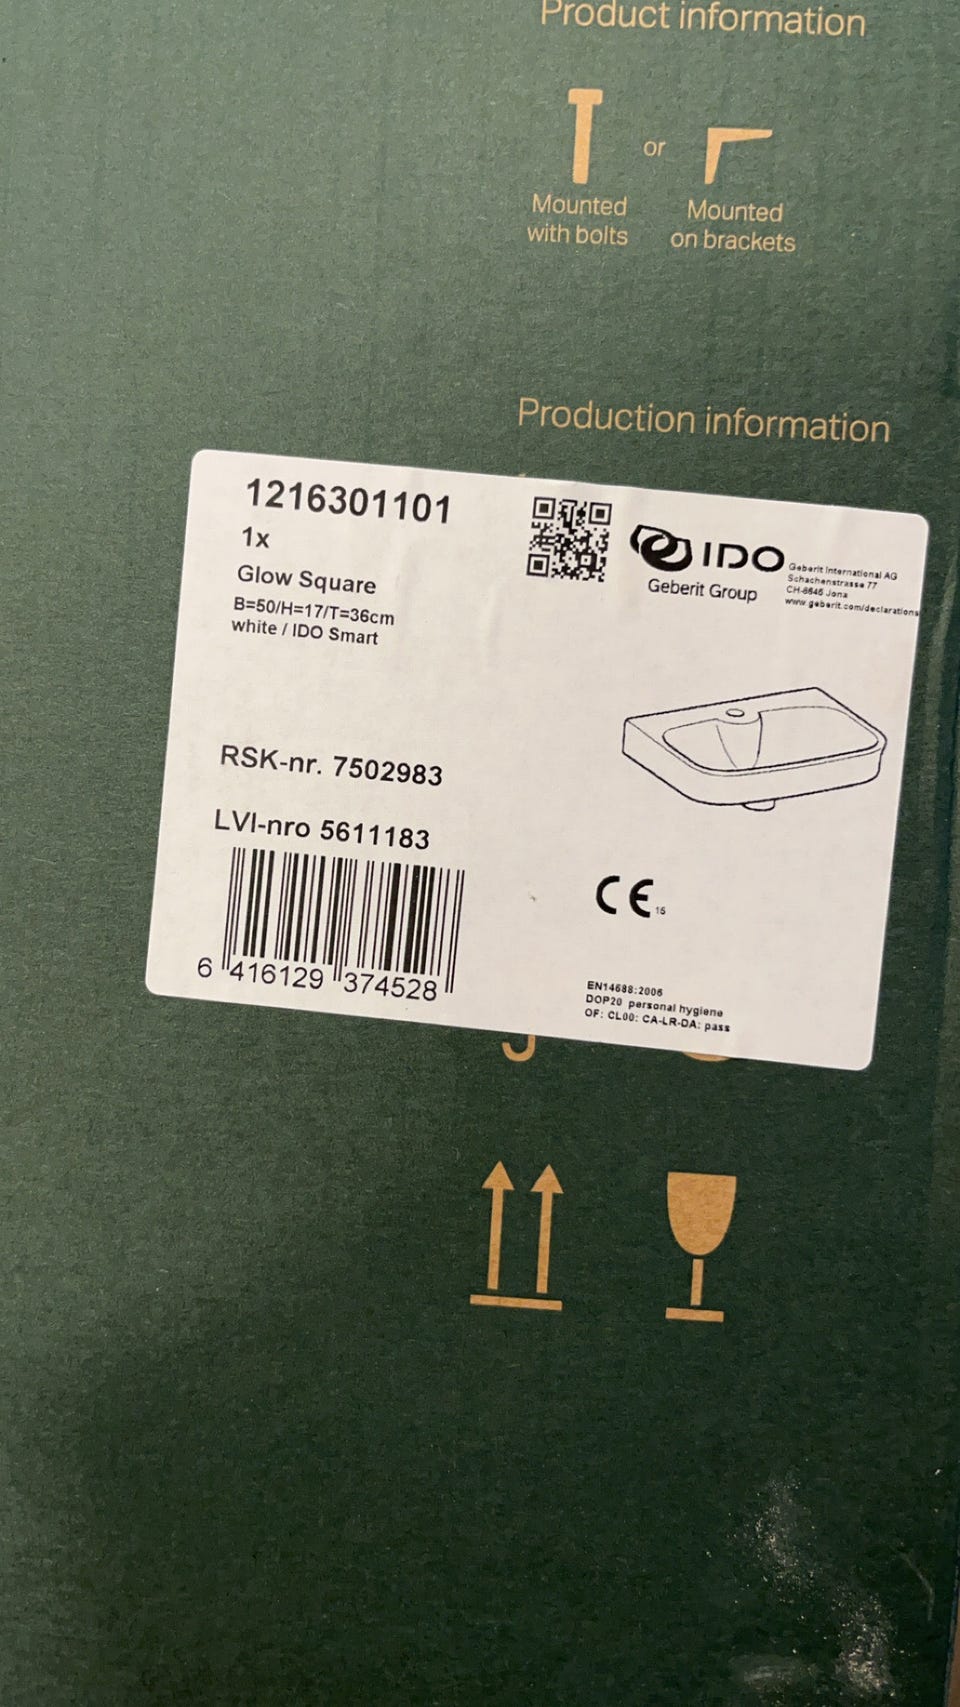 Product information
or
Mounted
with bolts
Mounted
on brackets
Production information
1216301101
1x
Glow Square
B=50/H=17/T=36cm
white / IDO Smart
IDO
Geberit Group
Geberit International AG
Schachenstrasse 77
CH-8645 Jona
www.geberit.com/declarations
RSK-nr. 7502983
LVI-nro 5611183
6 416129 374528
CE 15
EN14688:2006
DOP20 personal hygiene
OF: CL00: CA-LR-DA: pass